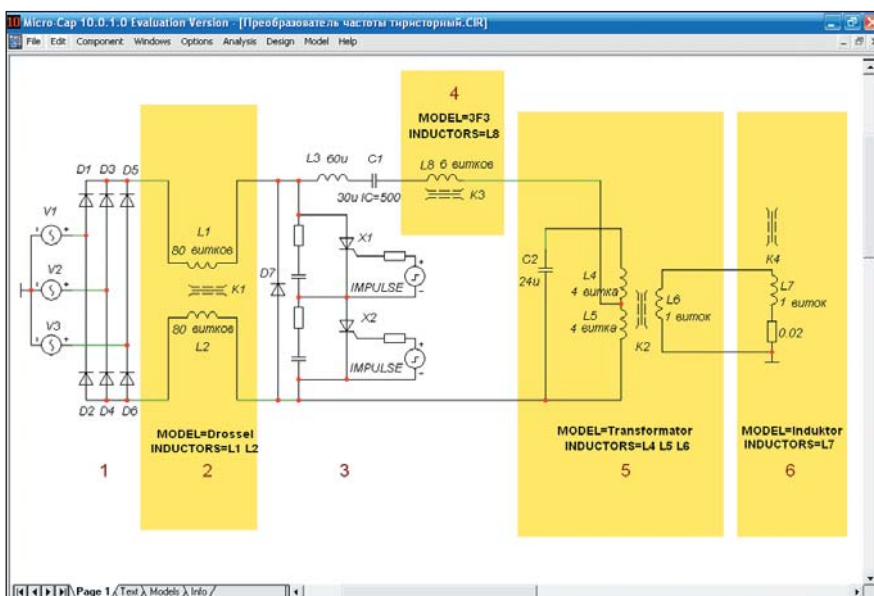 10 Micro-Cap 10.0.1.0 Evaluation Version - [Преобразователь частоты тиристорный.CIR]
File Edit Component Windows Options Analysis Design Model Help
4
MODEL=3F3
INDUCTORS=L8
L3 60u C1
30u IC=500
L8 6 витков
K3
D1 D3 D5
V1
V2
V3
D2 D4 D6
L1
80 витков
K1
80 витков
L2
D7
X1
IMPULSE
X2
IMPULSE
C2
24u
L4
4 витка
L5
4 витка
K2
L6
1 виток
K4
L7
1 виток
0.02
MODEL=Drossel
INDUCTORS=L1 L2
MODEL=Transformator
INDUCTORS=L4 L5 L6
MODEL=Induktor
INDUCTORS=L7
1 2 3 5 6
Page 1 Text Models Info